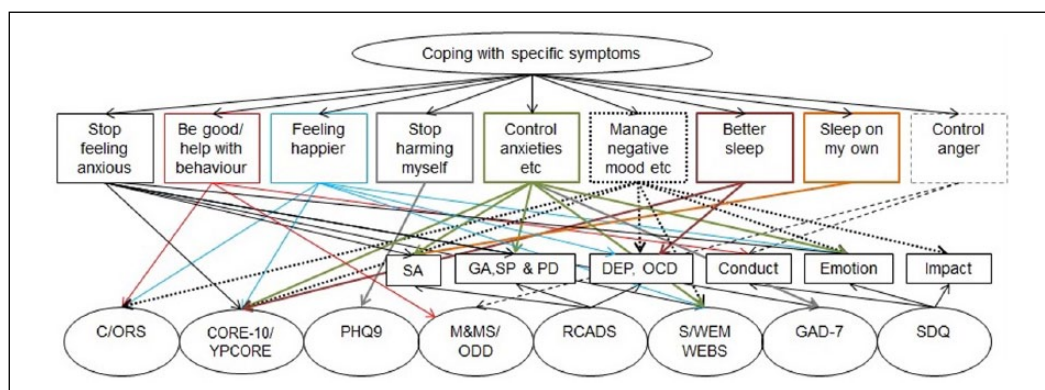 Coping with specific symptoms
Stop
feeling
anxious
Be good/
help with
behaviour
Feeling
happier
Stop
harming
myself
Control
anxieties
etc
Manage
negative
mood etc
Better
sleep
Sleep on
my own
Control
anger
SA
GA,SP & PD
DEP, OCD
Conduct
Emotion
Impact
C/ORS
CORE-10/
YPCORE
PHQ9
M&MS/
ODD
RCADS
S/WEM
WEBS
GAD-7
SDQ